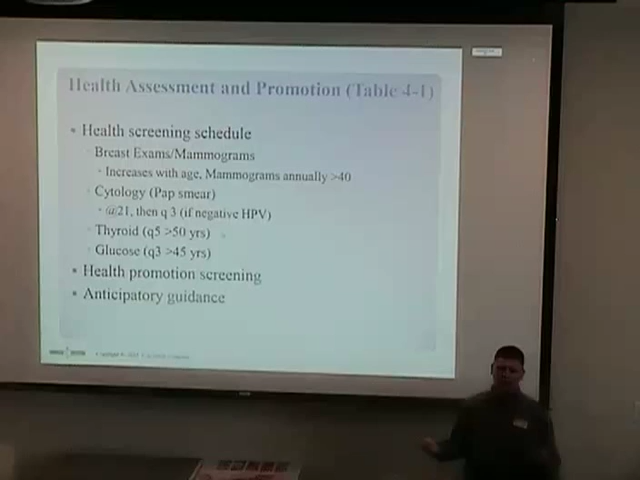 Health Assessment and Promotion (Table 4-1)
• Health screening schedule
Breast Exams/Mammograms
• Increases with age, Mammograms annually >40
Cytology (Pap smear)
• @21, then q 3 (if negative HPV)
Thyroid (q5 >50 yrs)
Glucose (q3 >45 yrs)
• Health promotion screening
• Anticipatory guidance